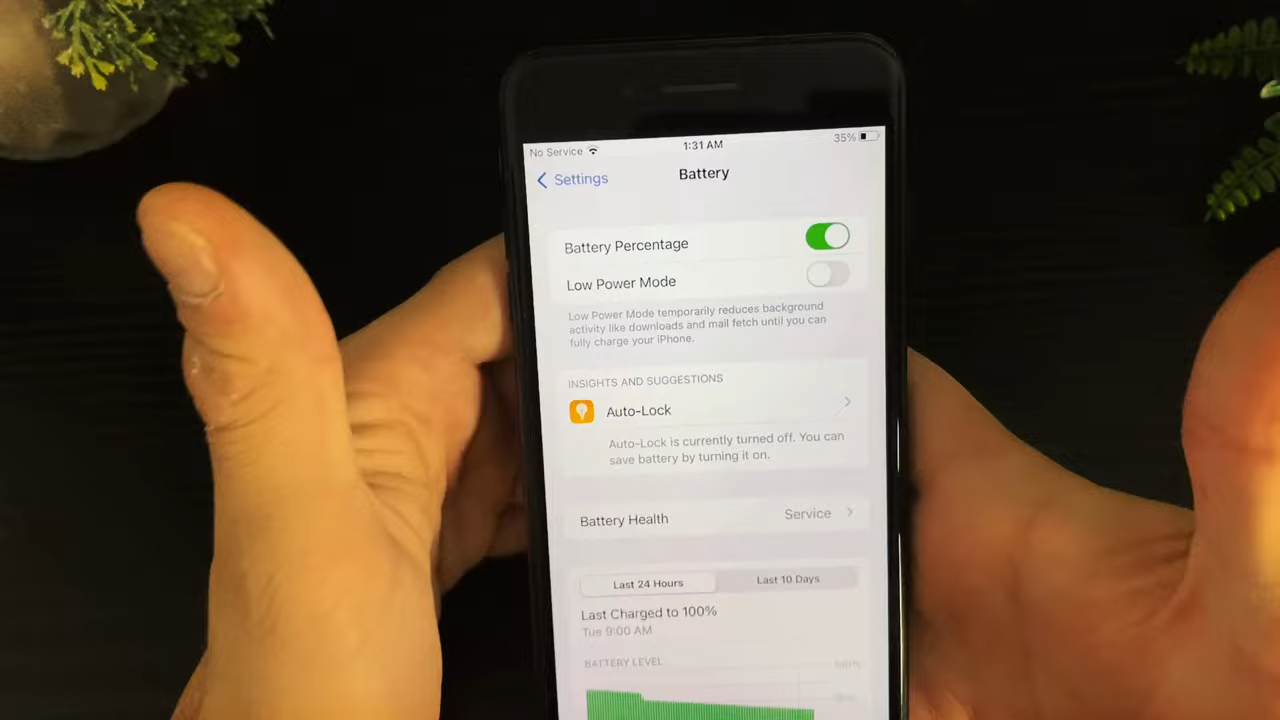 No Service 1:31 AM 35%
Settings Battery
Battery Percentage
Low Power Mode
Low Power Mode temporarily reduces background
activity like downloads and mail fetch until you can
fully charge your iPhone.
INSIGHTS AND SUGGESTIONS
Auto-Lock
Auto-Lock is currently turned off. You can
save battery by turning it on.
Battery Health Service
Last 24 Hours Last 10 Days
Last Charged to 100%
Tue 9:00 AM
BATTERY LEVEL